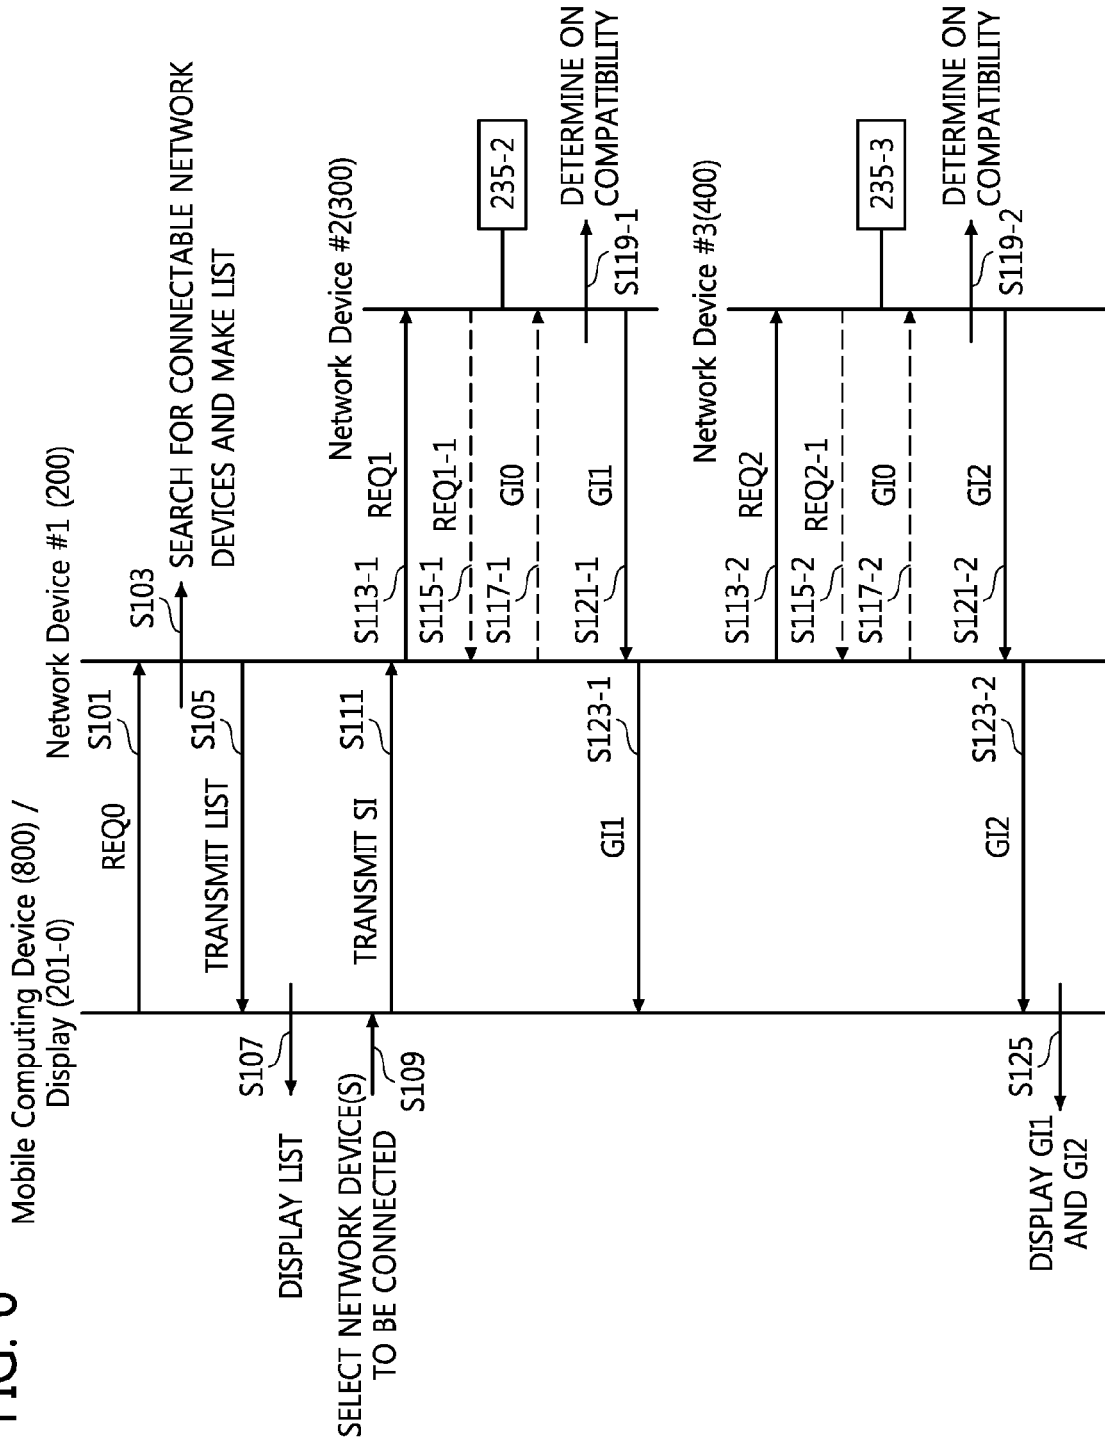 FIG. 6
Mobile Computing Device (800) /
Display (201-0)
Network Device #1 (200)
REQ0
S101
S103
SEARCH FOR CONNECTABLE NETWORK
DEVICES AND MAKE LIST
TRANSMIT LIST
S105
S107
DISPLAY LIST
SELECT NETWORK DEVICE(S)
TO BE CONNECTED
S109
TRANSMIT SI
S111
Network Device #2(300)
S113-1
REQ1
S115-1
REQ1-1
235-2
S117-1
GI0
S119-1
DETERMINE ON
COMPATIBILITY
S121-1
GI1
GI1
S123-1
Network Device #3(400)
S113-2
REQ2
S115-2
REQ2-1
235-3
S117-2
GI0
S119-2
DETERMINE ON
COMPATIBILITY
S121-2
GI2
GI2
S123-2
S125
DISPLAY GI1
AND GI2